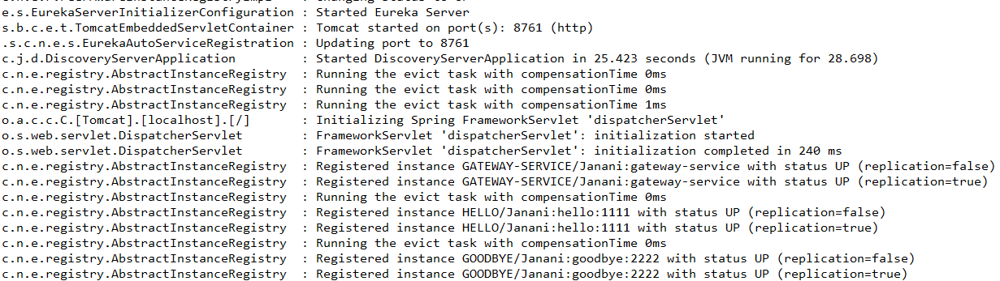 e.s.EurekaServerInitializerConfiguration : Started Eureka Server
s.b.c.e.t.TomcatEmbeddedServletContainer : Tomcat started on port(s): 8761 (http)
.s.c.n.e.s.EurekaAutoServiceRegistration : Updating port to 8761
c.j.d.DiscoveryServerApplication         : Started DiscoveryServerApplication in 25.423 seconds (JVM running for 28.698)
c.n.e.registry.AbstractInstanceRegistry  : Running the evict task with compensationTime 0ms
c.n.e.registry.AbstractInstanceRegistry  : Running the evict task with compensationTime 0ms
c.n.e.registry.AbstractInstanceRegistry  : Running the evict task with compensationTime 1ms
o.a.c.c.C.[Tomcat].[localhost].[/]       : Initializing Spring FrameworkServlet 'dispatcherServlet'
o.s.web.servlet.DispatcherServlet        : FrameworkServlet 'dispatcherServlet': initialization started
o.s.web.servlet.DispatcherServlet        : FrameworkServlet 'dispatcherServlet': initialization completed in 240 ms
c.n.e.registry.AbstractInstanceRegistry  : Registered instance GATEWAY-SERVICE/Janani:gateway-service with status UP (replication=false)
c.n.e.registry.AbstractInstanceRegistry  : Registered instance GATEWAY-SERVICE/Janani:gateway-service with status UP (replication=true)
c.n.e.registry.AbstractInstanceRegistry  : Running the evict task with compensationTime 0ms
c.n.e.registry.AbstractInstanceRegistry  : Registered instance HELLO/Janani:hello:1111 with status UP (replication=false)
c.n.e.registry.AbstractInstanceRegistry  : Registered instance HELLO/Janani:hello:1111 with status UP (replication=true)
c.n.e.registry.AbstractInstanceRegistry  : Running the evict task with compensationTime 0ms
c.n.e.registry.AbstractInstanceRegistry  : Registered instance GOODBYE/Janani:goodbye:2222 with status UP (replication=false)
c.n.e.registry.AbstractInstanceRegistry  : Registered instance GOODBYE/Janani:goodbye:2222 with status UP (replication=true)